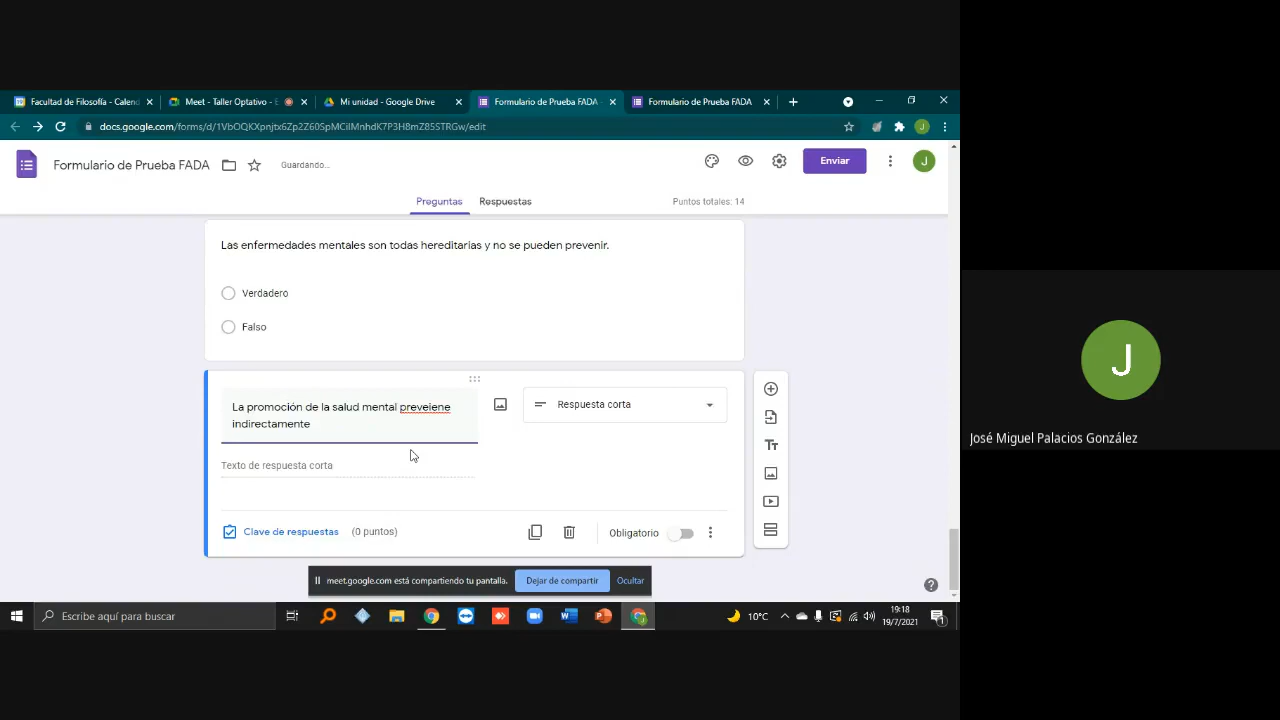 Facultad de Filosofía - Calend
Meet - Taller Optativo - E
Mi unidad - Google Drive
Formulario de Prueba FADA -
Formulario de Prueba FADA
docs.google.com/forms/d/1VbOQKXpnjtx6Zp2Z60SpMCilMnhdK7P3H8mZ85STRGw/edit
J
Formulario de Prueba FADA
Guardando...
Enviar
J
Preguntas
Respuestas
Puntos totales: 14
Las enfermedades mentales son todas hereditarias y no se pueden prevenir.
Verdadero
Falso
La promoción de la salud mental preveiene
indirectamente
Respuesta corta
Tт
Texto de respuesta corta
Clave de respuestas
(0 puntos)
Obligatorio
meet.google.com está compartiendo tu pantalla.
Dejar de compartir
Ocultar
Escribe aquí para buscar
10°C
19:18
19/7/2021
1
J
José Miguel Palacios González